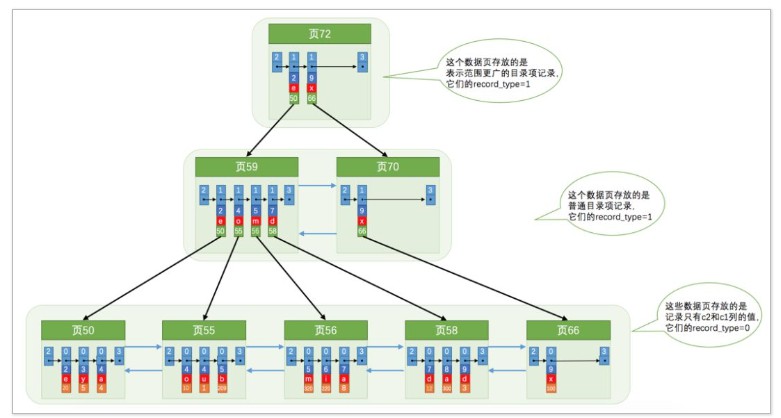 页72
2 1 1 3
2 9
e x
50 66
这个数据页存放的是
表示范围更广的目录项记录,
它们的record_type=1
页59 页70
2 1 1 1 1 3 2 1 3
2 4 5 7 9
e o m d x
50 55 56 58 66
这个数据页存放的是
普通目录项记录,
它们的record_type=1
页50 页55 页56 页58 页66
2 0 0 0 3 2 0 0 0 3 2 0 0 0 3 2 0 0 0 3 2 0 3
2 3 4 4 4 5 5 6 7 7 8 9 9
e y a o u b m i a d a d x
5 4 10 1 8 3
这些数据页存放的是
记录只有c2和c1列的值,
它们的record_type=0